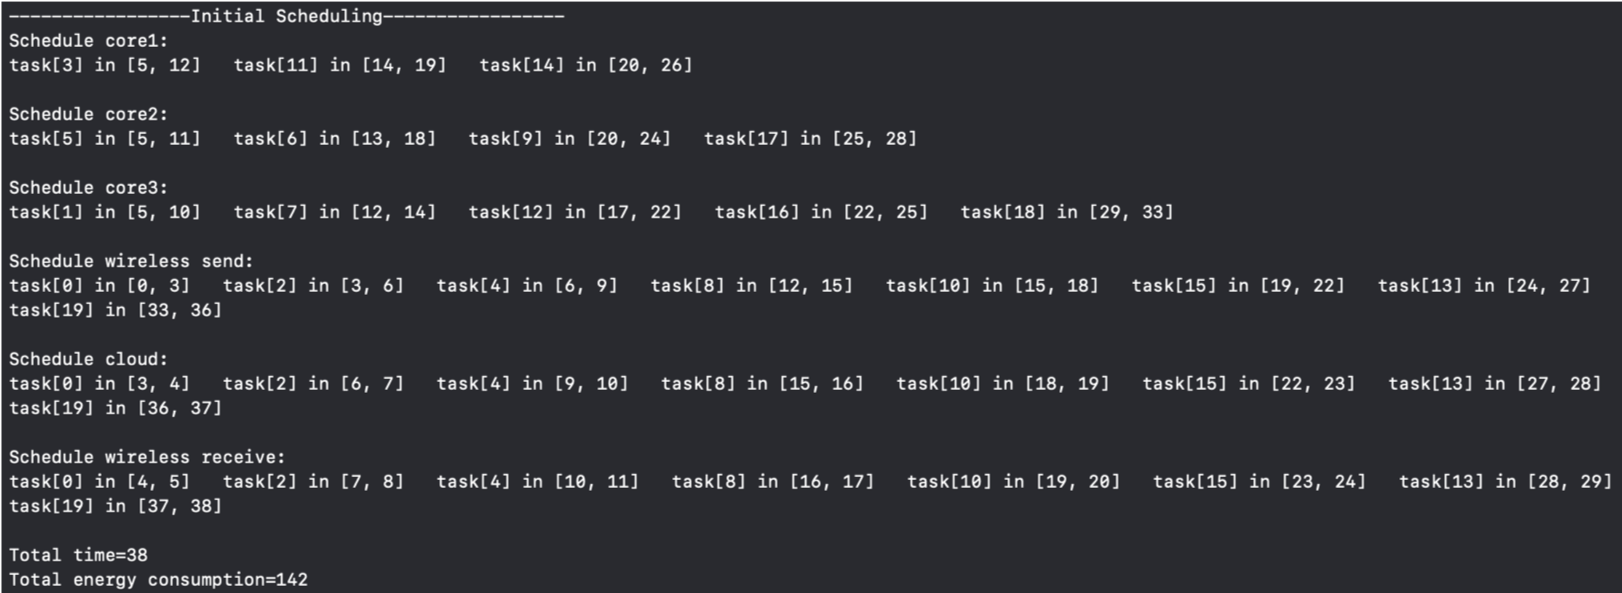 -----------------Initial Scheduling-----------------
Schedule core1:
task[3] in [5, 12]   task[11] in [14, 19]   task[14] in [20, 26]
Schedule core2:
task[5] in [5, 11]   task[6] in [13, 18]   task[9] in [20, 24]   task[17] in [25, 28]
Schedule core3:
task[1] in [5, 10]   task[7] in [12, 14]   task[12] in [17, 22]   task[16] in [22, 25]   task[18] in [29, 33]
Schedule wireless send:
task[0] in [0, 3]   task[2] in [3, 6]   task[4] in [6, 9]   task[8] in [12, 15]   task[10] in [15, 18]   task[15] in [19, 22]   task[13] in [24, 27]
task[19] in [33, 36]
Schedule cloud:
task[0] in [3, 4]   task[2] in [6, 7]   task[4] in [9, 10]   task[8] in [15, 16]   task[10] in [18, 19]   task[15] in [22, 23]   task[13] in [27, 28]
task[19] in [36, 37]
Schedule wireless receive:
task[0] in [4, 5]   task[2] in [7, 8]   task[4] in [10, 11]   task[8] in [16, 17]   task[10] in [19, 20]   task[15] in [23, 24]   task[13] in [28, 29]
task[19] in [37, 38]
Total time=38
Total energy consumption=142